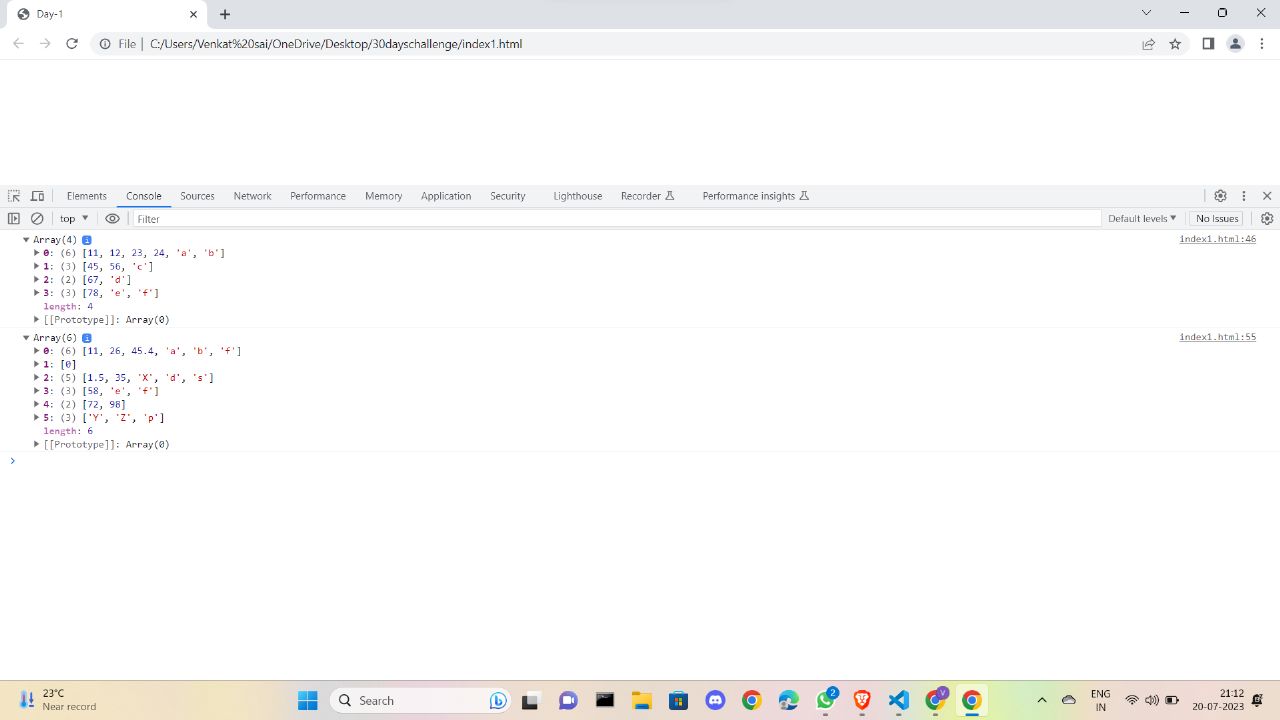 Day-1
File C:/Users/Venkat%20sai/OneDrive/Desktop/30dayschallenge/index1.html
Elements Console Sources Network Performance Memory Application Security Lighthouse Recorder Performance insights
top Filter Default levels No Issues
Array(4) index1.html:46
0: (6) [11, 12, 23, 24, 'a', 'b']
1: (3) [45, 56, 'c']
2: (2) [67, 'd']
3: (3) [78, 'e', 'f']
length: 4
[[Prototype]]: Array(0)
Array(6) index1.html:55
0: (6) [11, 26, 45.4, 'a', 'b', 'f']
1: [0]
2: (5) [1.5, 35, 'X', 'd', 's']
3: (3) [58, 'e', 'f']
4: (2) [72, 98]
5: (3) ['Y', 'Z', 'p']
length: 6
[[Prototype]]: Array(0)
23°C
Near record
Search
2
V
ENG
IN
21:12
20-07-2023